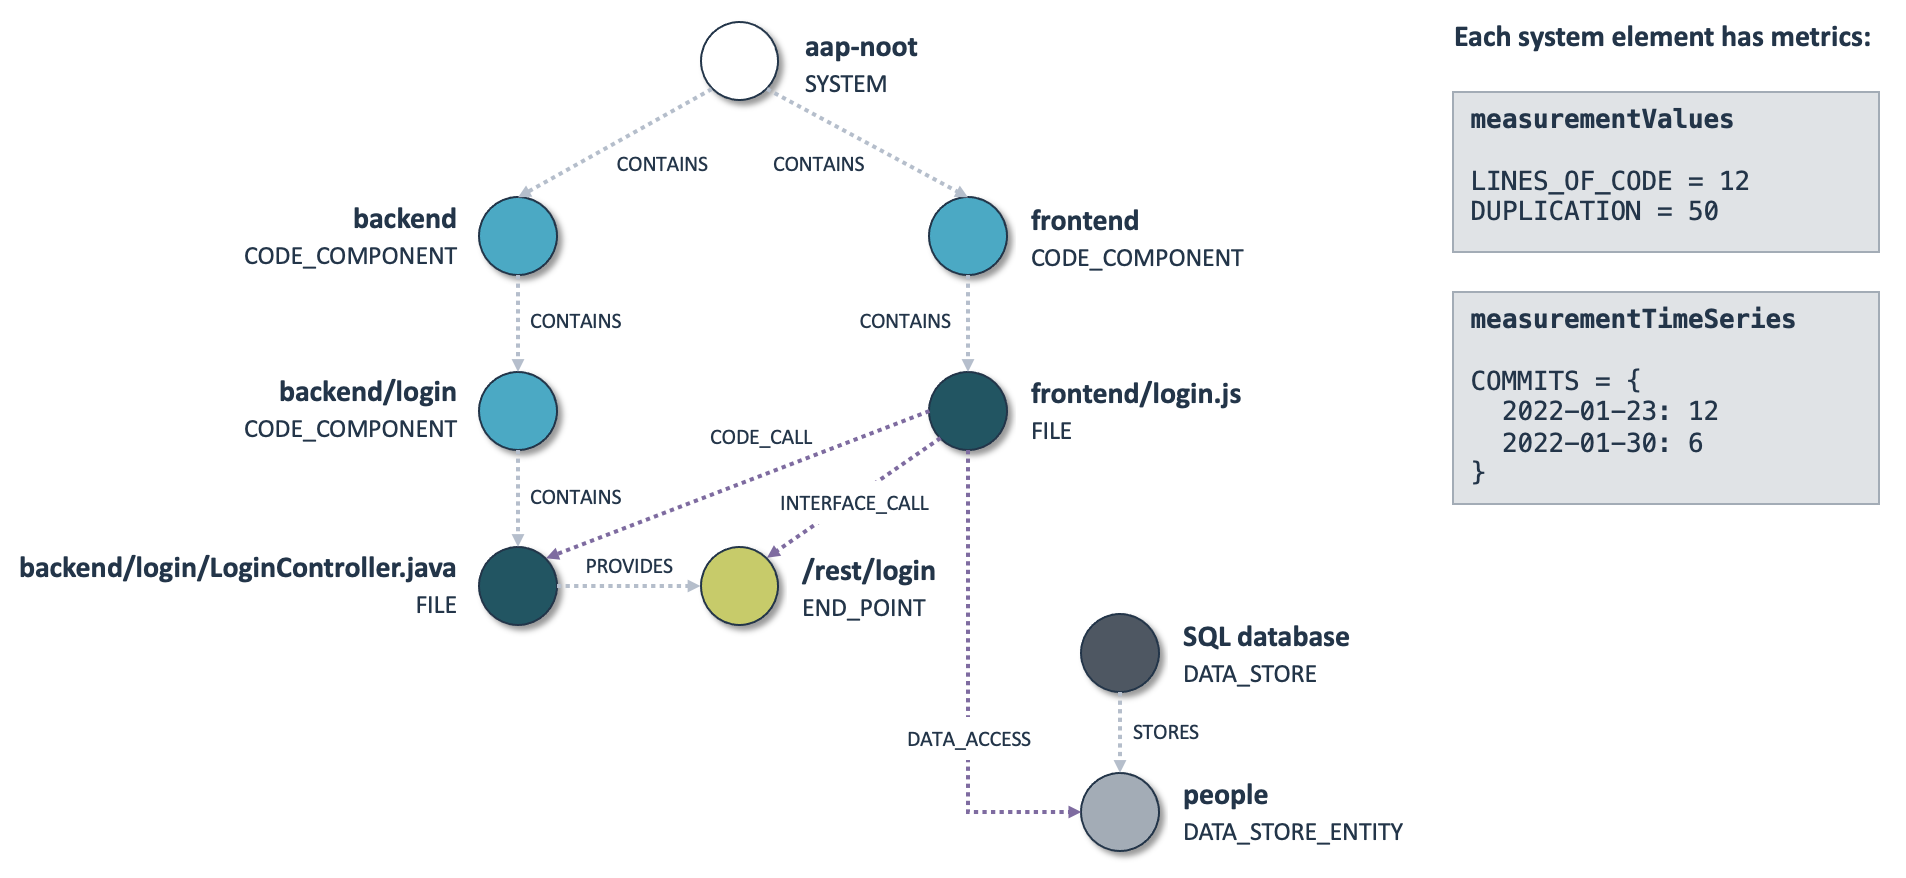 aap-noot
SYSTEM
Each system element has metrics:
measurementValues
LINES_OF_CODE = 12
DUPLICATION = 50
measurementTimeSeries
COMMITS = {
2022-01-23: 12
2022-01-30: 6
}
CONTAINS
CONTAINS
backend
CODE_COMPONENT
frontend
CODE_COMPONENT
CONTAINS
CONTAINS
backend/login
CODE_COMPONENT
frontend/login.js
FILE
CODE_CALL
CONTAINS
INTERFACE_CALL
backend/login/LoginController.java
FILE
PROVIDES
/rest/login
END_POINT
SQL database
DATA_STORE
DATA_ACCESS
STORES
people
DATA_STORE_ENTITY